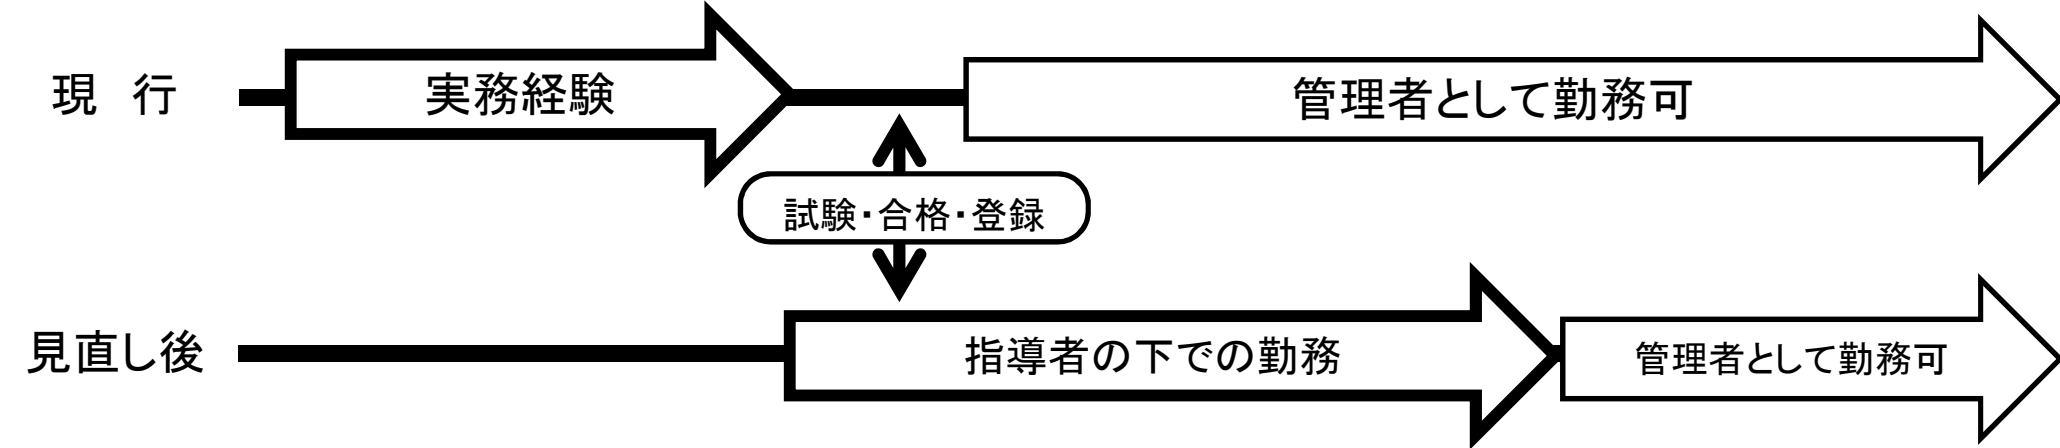 現　行
実務経験
管理者として勤務可
試験・合格・登録
見直し後
指導者の下での勤務
管理者として勤務可